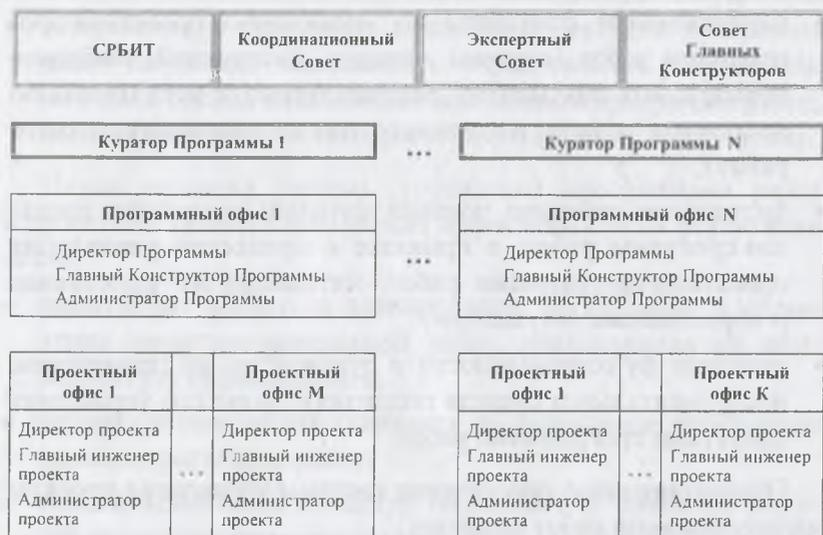 СРБИТ
Координационный
Совет
Экспертный
Совет
Совет
Главных
Конструкторов
Куратор Программы 1
...
Куратор Программы N
Программный офис 1
Директор Программы
Главный Конструктор Программы
Администратор Программы
...
Программный офис N
Директор Программы
Главный Конструктор Программы
Администратор Программы
Проектный
офис 1
Директор проекта
Главный инженер
проекта
Администратор
проекта
...
Проектный
офис М
Директор проекта
Главный инженер
проекта
Администратор
проекта
Проектный
офис 1
Директор проекта
Главный инженер
проекта
Администратор
проекта
...
Проектный
офис К
Директор проекта
Главный инженер
проекта
Администратор
проекта